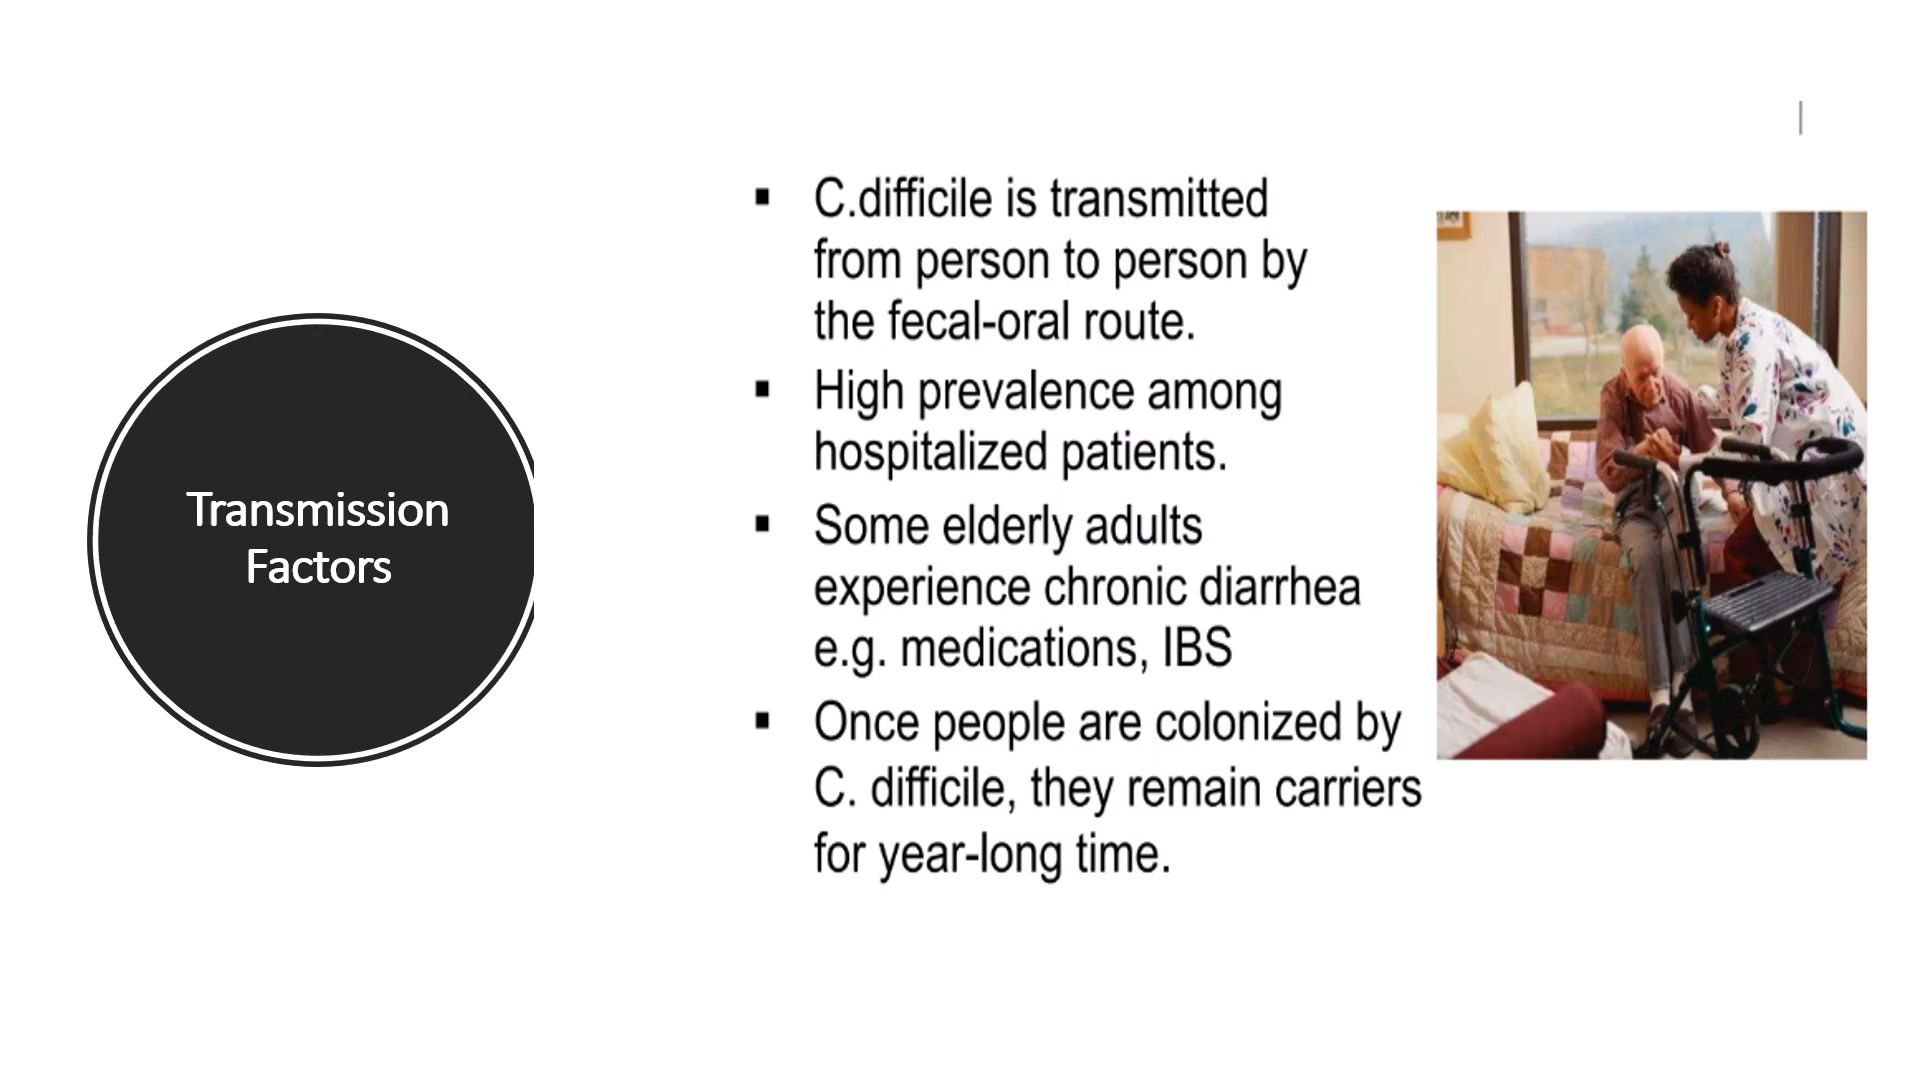 Transmission
Factors
▪ C.difficile is transmitted
from person to person by
the fecal-oral route.
▪ High prevalence among
hospitalized patients.
▪ Some elderly adults
experience chronic diarrhea
e.g. medications, IBS
▪ Once people are colonized by
C. difficile, they remain carriers
for year-long time.